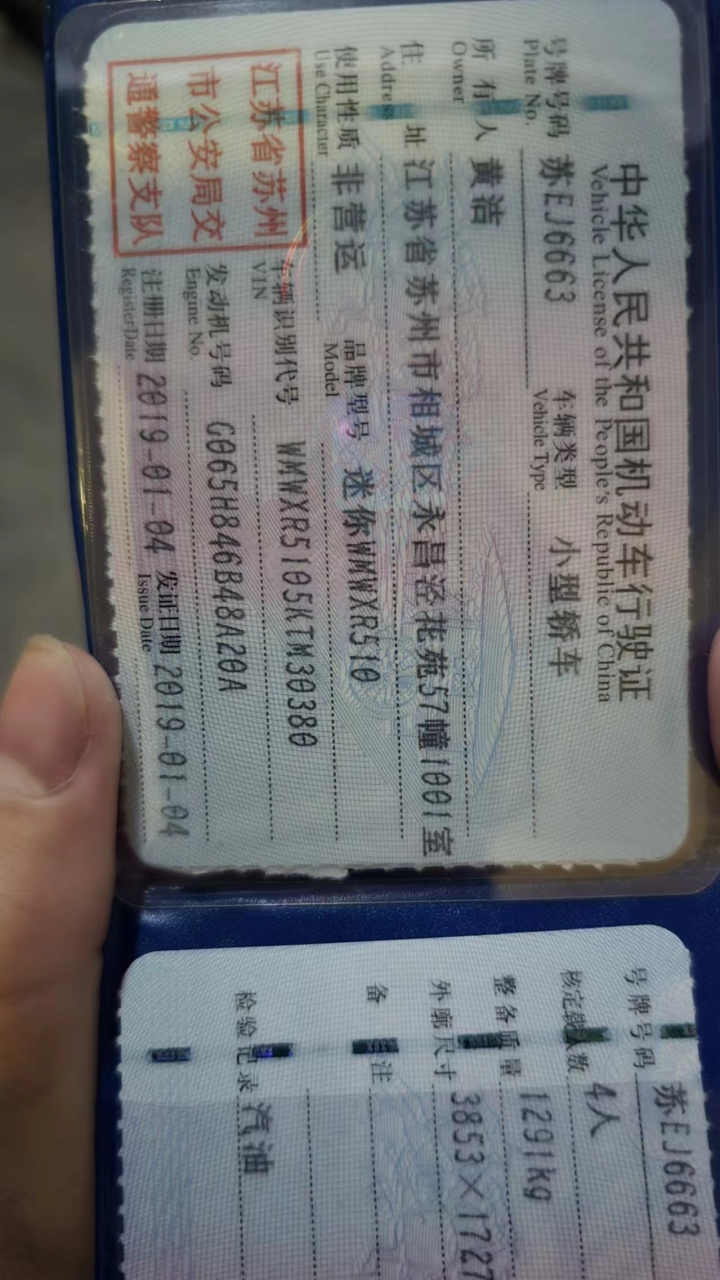 中华人民共和国机动车行驶证
Vehicle License of the People's Republic of China
号牌号码 苏EJ6663 车辆类型 小型轿车
Plate No. Vehicle Type
所有人 黄洁
Owner
住址 江苏省苏州市相城区永昌泾花苑57幢1001室
Address
使用性质 非营运 品牌型号 迷你WMWXR510
Use Character Model
江苏省苏州
市公安局交
通警察支队
车辆识别代号 WMWXR5105KTM30380
VIN
发动机号码 G065H846B48A20A
Engine No.
注册日期 2019-01-04 发证日期 2019-01-04
Register Date Issue Date
号牌号码 苏EJ6663
核定载人数 4人
整备质量 1291kg
外廓尺寸 3853×1727
备注
检验记录 汽油